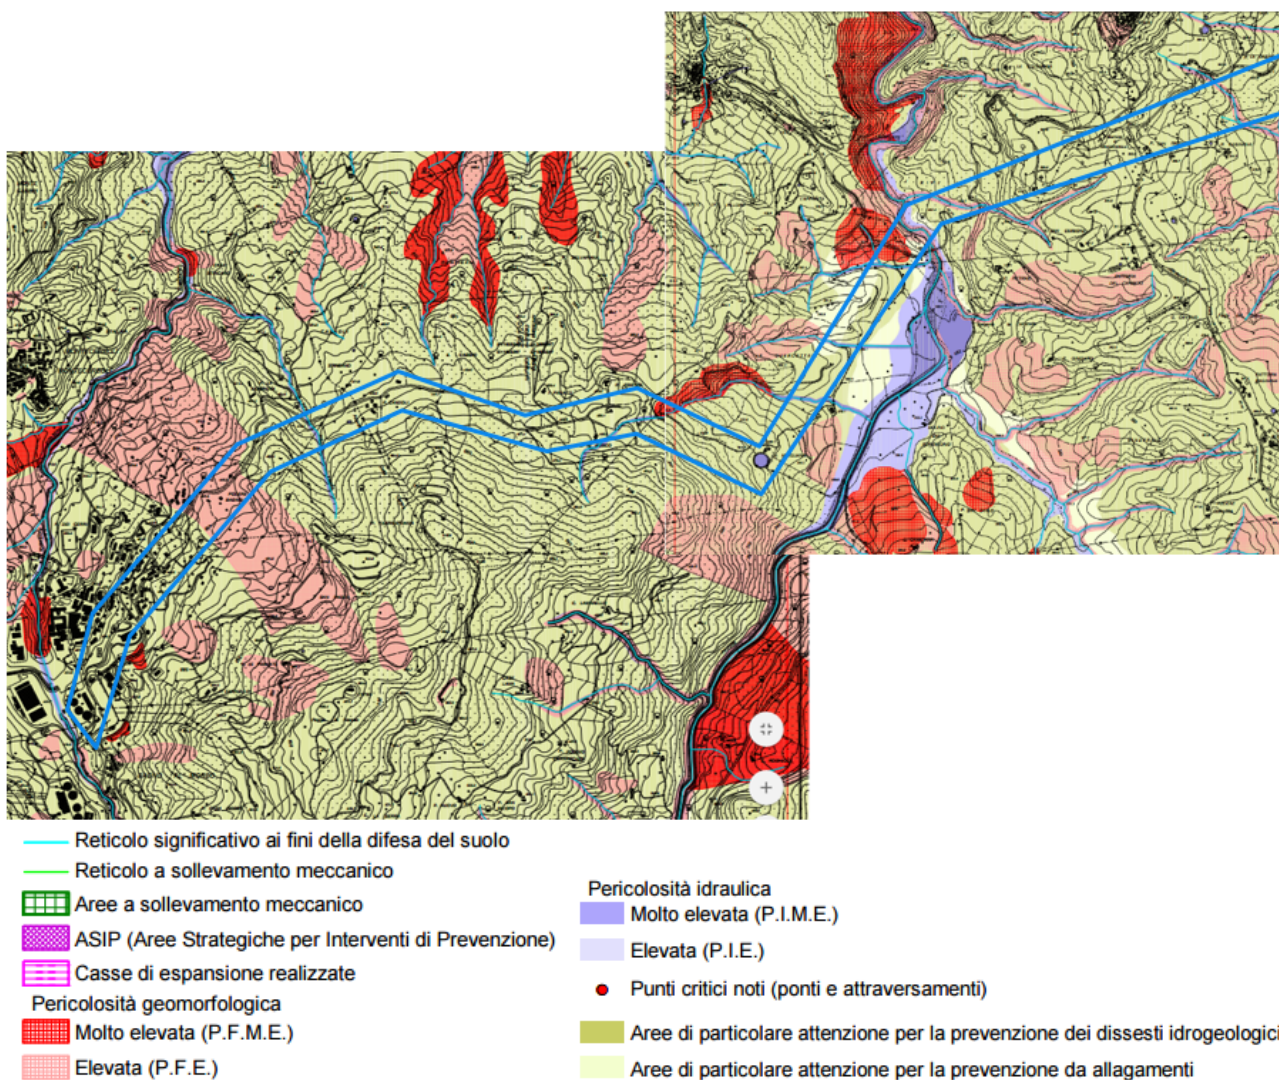 Reticolo significativo ai fini della difesa del suolo
Reticolo a sollevamento meccanico
Aree a sollevamento meccanico
ASIP (Aree Strategiche per Interventi di Prevenzione)
Casse di espansione realizzate
Pericolosità geomorfologica
Molto elevata (P.F.M.E.)
Elevata (P.F.E.)
Pericolosità idraulica
Molto elevata (P.I.M.E.)
Elevata (P.I.E.)
Punti critici noti (ponti e attraversamenti)
Aree di particolare attenzione per la prevenzione dei dissesti idrogeologici
Aree di particolare attenzione per la prevenzione da allagamenti